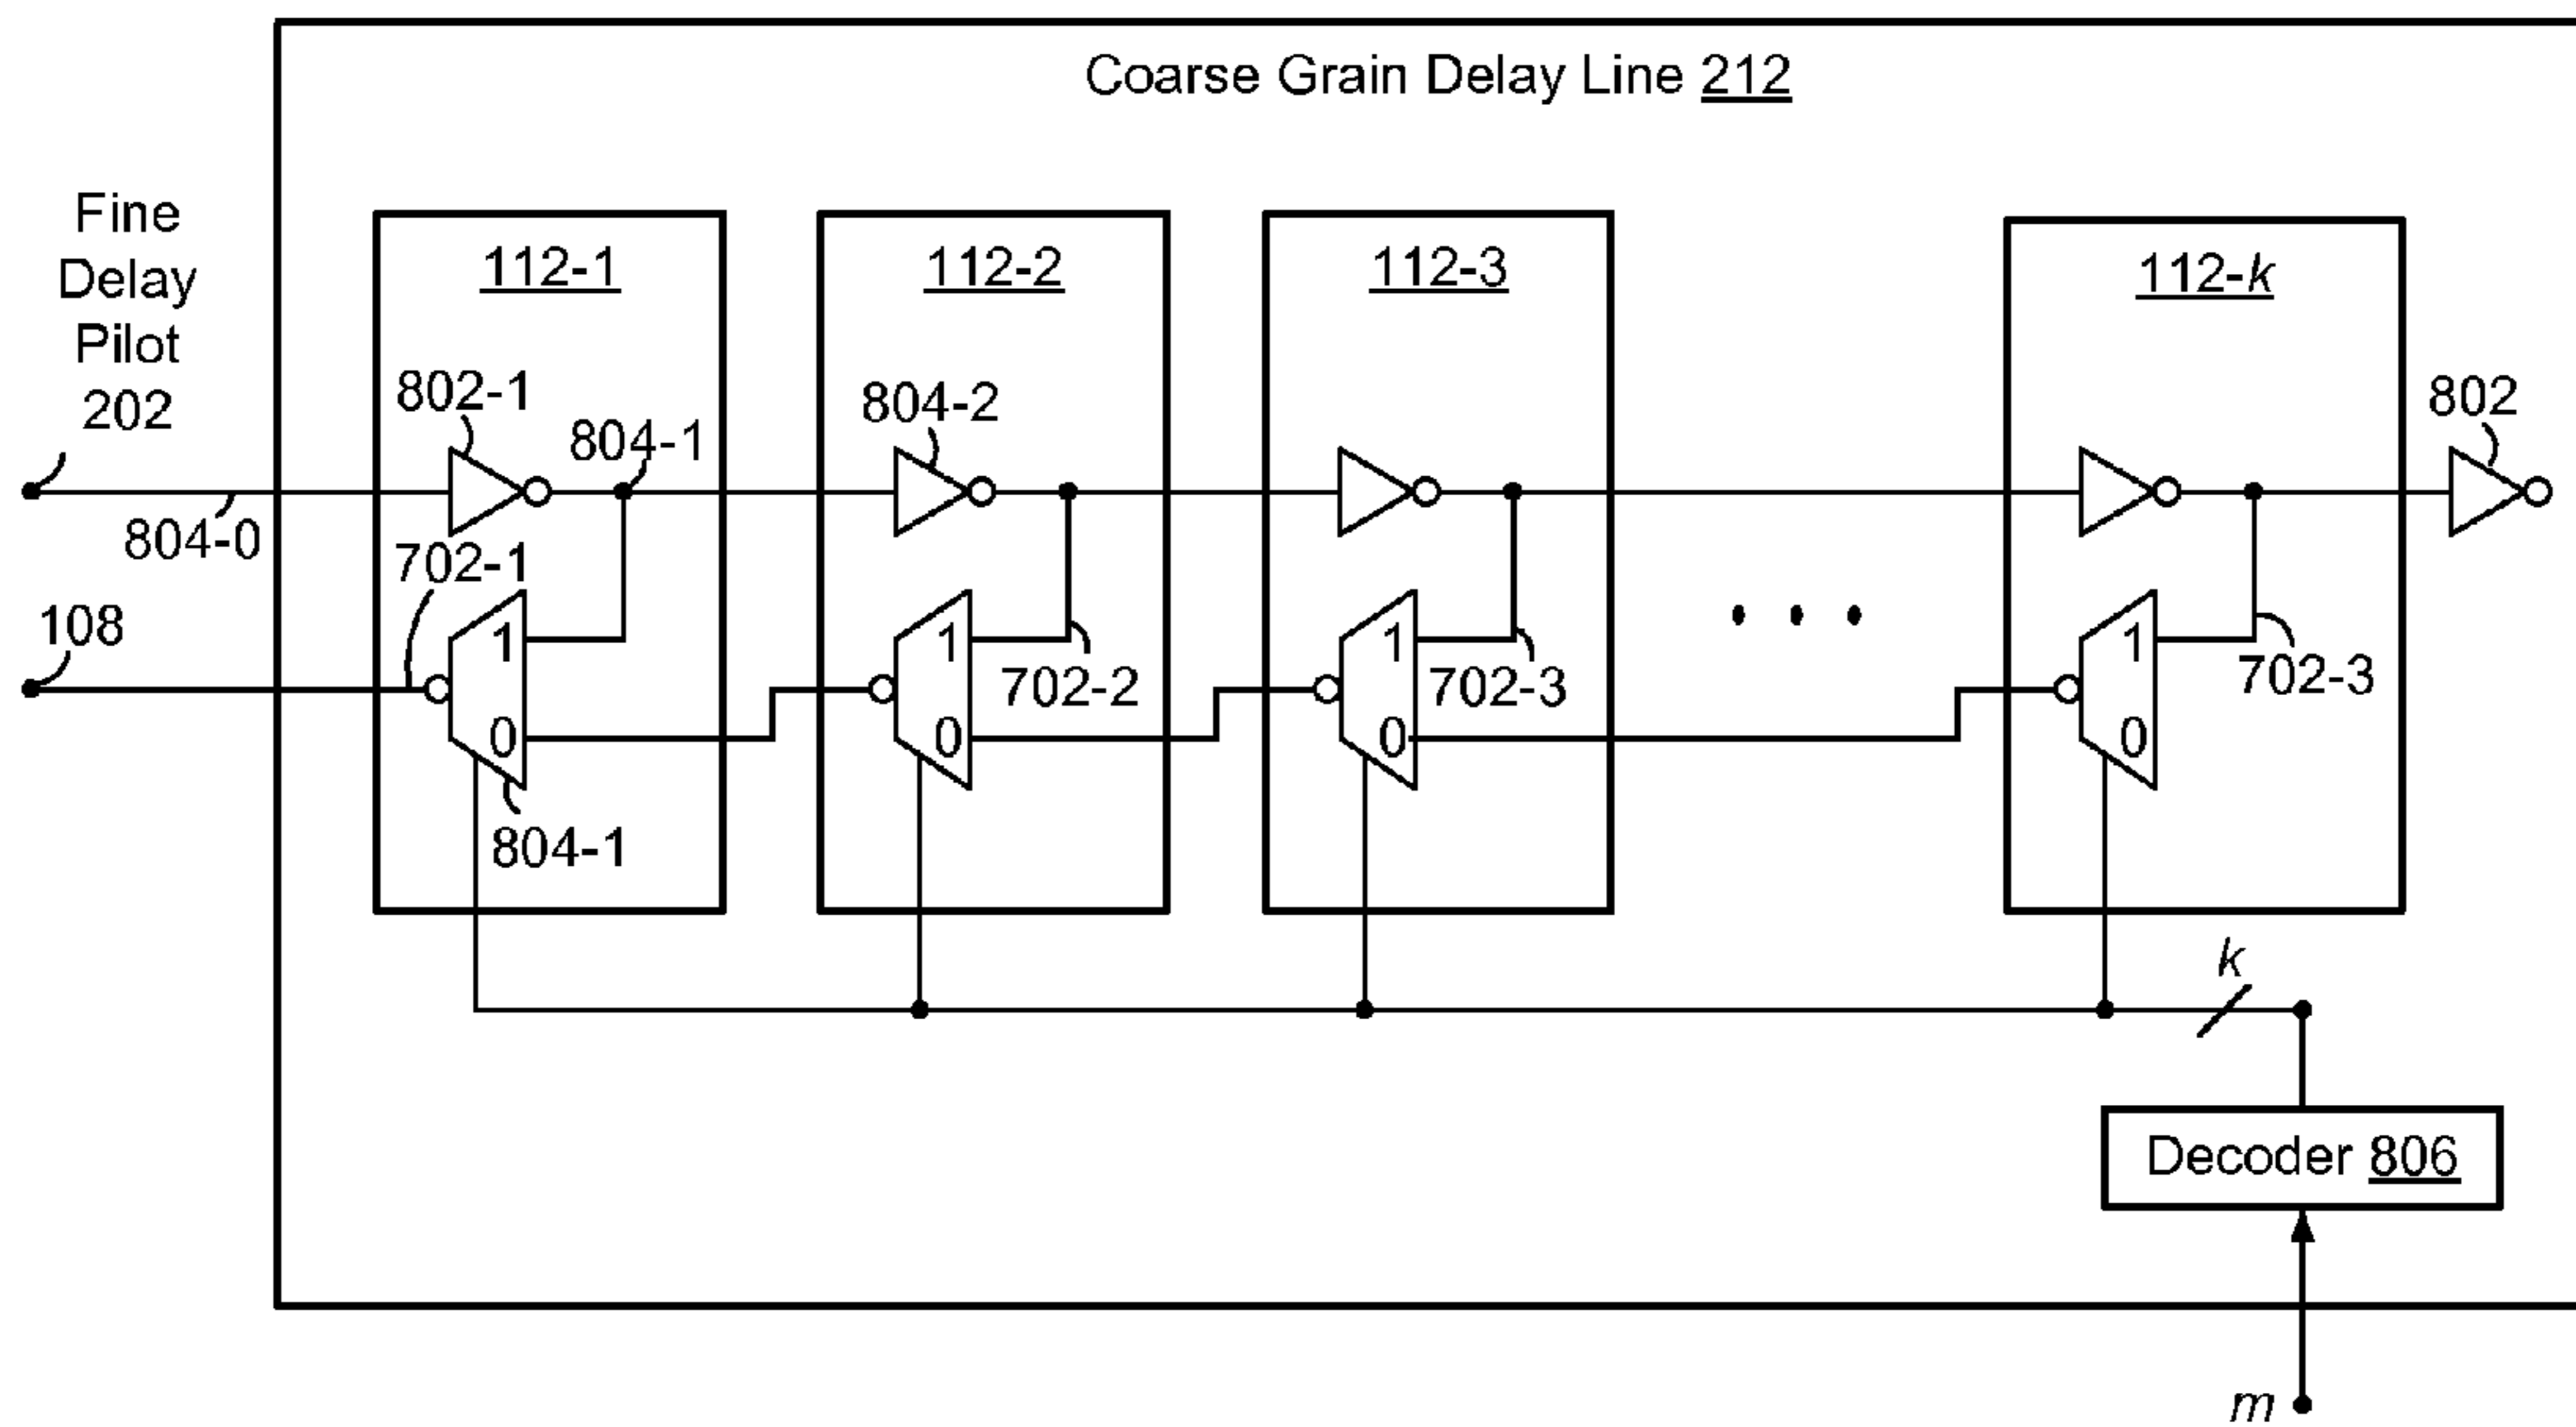 Coarse Grain Delay Line 212
Fine
Delay
Pilot
202
112-1
112-2
112-3
112-k
802-1
804-1
804-2
802
804-0
702-1
108
1
0
1
0
1
0
1
0
702-2
702-3
702-3
804-1
k
Decoder 806
m